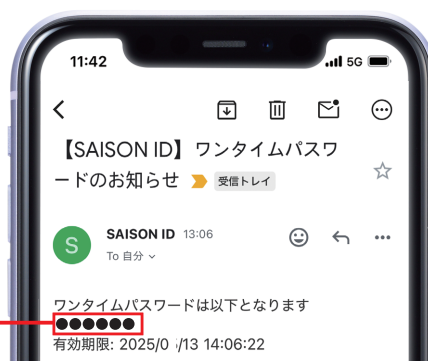 11:42
5G
【SAISON ID】ワンタイムパスワ
ードのお知らせ 受信トレイ
S
SAISON ID 13:06
To 自分
ワンタイムパスワードは以下となります
●●●●●●
有効期限: 2025/0 /13 14:06:22